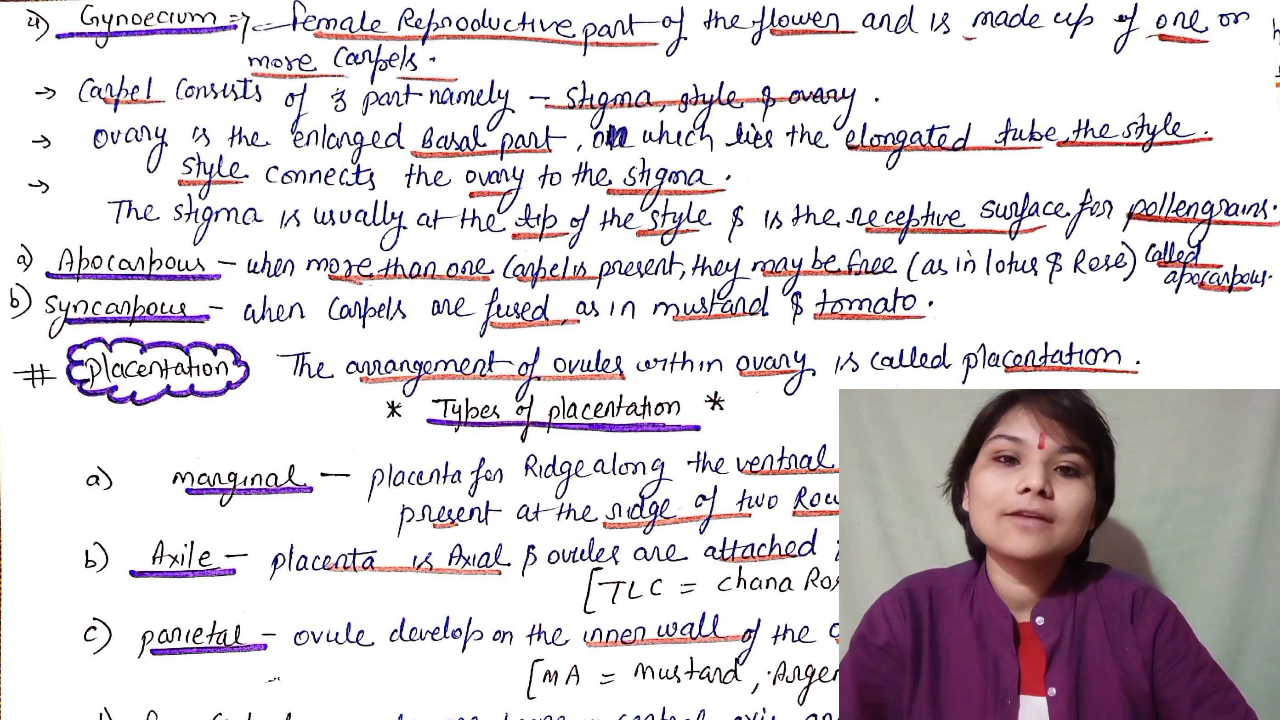 4) Gynoecium => - female Reproductive part of the flower and is made up of one or
more carpels.
→ Carpel consists of 3 part namely - stigma, style & ovary.
→ ovary is the enlarged Basal part, on which lies the elongated tube, the style.
→ style connects the ovary to the stigma.
The stigma is usually at the tip of the style & is the receptive surface for pollengrains.
a) Apocarpous - when more than one carpel is present, they may be free (as in lotus & Rose) called apocarpous.
b) syncarpous - when carpels are fused, as in mustard & tomato.
# Placentation The arrangement of ovules within ovary is called placentation.
* Types of placentation *
a) marginal - placenta for Ridge along the ventral
present at the ridge of two Row
b) Axile - placenta is Axial & ovules are attached
[TLC = chana Ros
c) parietal - ovule develop on the inner wall of the
[MA = mustard, Argem